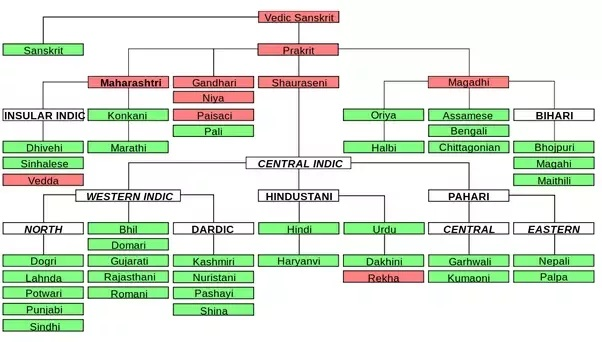 Vedic Sanskrit
Sanskrit
Prakrit
Maharashtri
Gandhari
Shauraseni
Magadhi
Niya
INSULAR INDIC
Konkani
Paisaci
Oriya
Assamese
BIHARI
Pali
Bengali
Dhivehi
Marathi
Halbi
Chittagonian
Bhojpuri
Sinhalese
CENTRAL INDIC
Magahi
Vedda
Maithili
WESTERN INDIC
HINDUSTANI
PAHARI
NORTH
Bhil
DARDIC
Hindi
Urdu
CENTRAL
EASTERN
Domari
Dogri
Gujarati
Kashmiri
Haryanvi
Dakhini
Garhwali
Nepali
Lahnda
Rajasthani
Nuristani
Rekha
Kumaoni
Palpa
Potwari
Romani
Pashayi
Punjabi
Shina
Sindhi